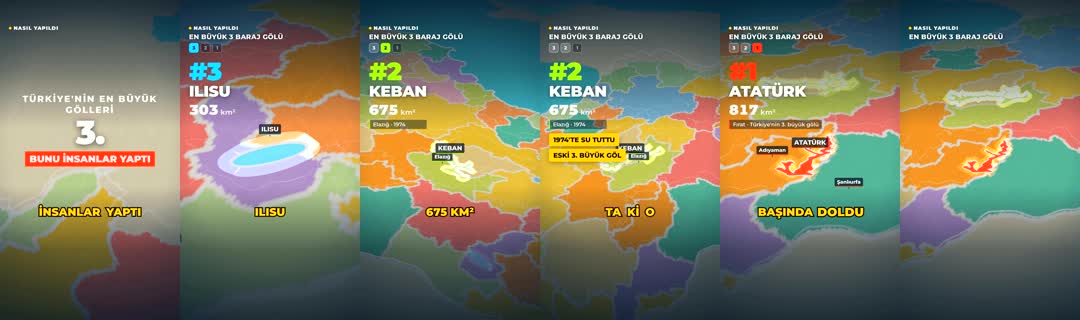 NASIL YAPILDI
TÜRKİYE'NİN EN BÜYÜK
GÖLLERİ
3.
BUNU İNSANLAR YAPTI
İNSANLAR YAPTI
NASIL YAPILDI
EN BÜYÜK 3 BARAJ GÖLÜ
3 2 1
#3
ILISU
303 km²
ILISU
ILISU
NASIL YAPILDI
EN BÜYÜK 3 BARAJ GÖLÜ
3 2 1
#2
KEBAN
675 km²
Elazığ · 1974
KEBAN
Elazığ
675 KM²
NASIL YAPILDI
EN BÜYÜK 3 BARAJ GÖLÜ
3 2 1
#2
KEBAN
675 km²
Elazığ · 1974
1974'TE SU TUTTU
KEBAN
ESKİ 3. BÜYÜK GÖL
Elazığ
TA Kİ O
NASIL YAPILDI
EN BÜYÜK 3 BARAJ GÖLÜ
3 2 1
#1
ATATÜRK
817 km²
Fırat · Türkiye'nin 3. büyük gölü
ATATÜRK
Adıyaman
Şanlıurfa
BAŞINDA DOLDU
NASIL YAPILDI
EN BÜYÜK 3 BARAJ GÖLÜ